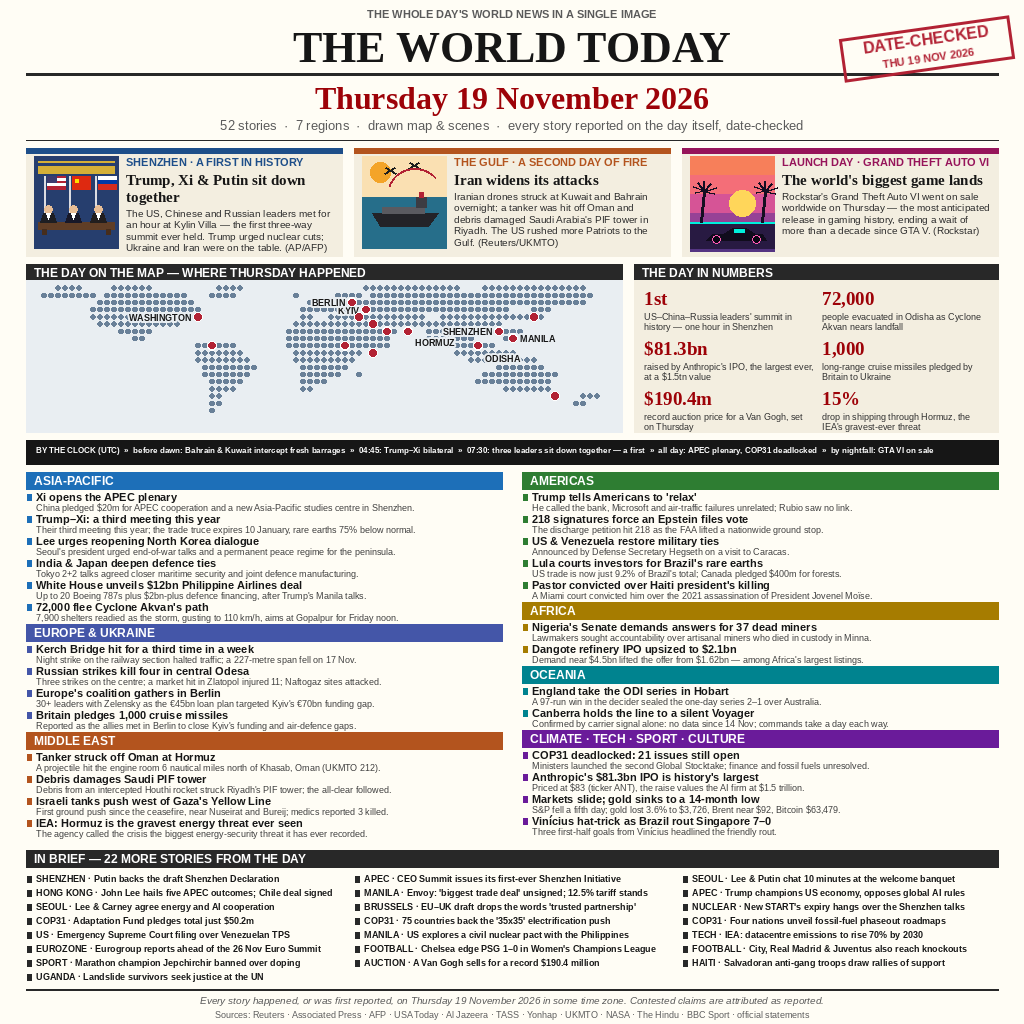 THE WHOLE DAY'S WORLD NEWS IN A SINGLE IMAGE
THE WORLD TODAY
DATE-CHECKED
THU 19 NOV 2026
Thursday 19 November 2026
52 stories · 7 regions · drawn map & scenes · every story reported on the day itself, date-checked
SHENZHEN · A FIRST IN HISTORY
Trump, Xi & Putin sit down
together
The US, Chinese and Russian leaders met for
an hour at Kylin Villa — the first three-way
summit ever held. Trump urged nuclear cuts;
Ukraine and Iran were on the table. (AP/AFP)
THE GULF · A SECOND DAY OF FIRE
Iran widens its attacks
Iranian drones struck at Kuwait and Bahrain
overnight; a tanker was hit off Oman and
debris damaged Saudi Arabia's PIF tower in
Riyadh. The US rushed more Patriots to the
Gulf. (Reuters/UKMTO)
LAUNCH DAY · GRAND THEFT AUTO VI
The world's biggest game lands
Rockstar's Grand Theft Auto VI went on sale
worldwide on Thursday — the most anticipated
release in gaming history, ending a wait of
more than a decade since GTA V. (Rockstar)
THE DAY ON THE MAP — WHERE THURSDAY HAPPENED
BERLIN
KYIV
WASHINGTON
SHENZHEN
HORMUZ
MANILA
ODISHA
THE DAY IN NUMBERS
1st
US–China–Russia leaders' summit in
history — one hour in Shenzhen
72,000
people evacuated in Odisha as Cyclone
Akvan nears landfall
$81.3bn
raised by Anthropic's IPO, the largest ever,
at a $1.5tn value
1,000
long-range cruise missiles pledged by
Britain to Ukraine
$190.4m
record auction price for a Van Gogh, set
on Thursday
15%
drop in shipping through Hormuz, the
IEA's gravest-ever threat
BY THE CLOCK (UTC) » before dawn: Bahrain & Kuwait intercept fresh barrages » 04:45: Trump–Xi bilateral » 07:30: three leaders sit down together — a first » all day: APEC plenary, COP31 deadlocked » by nightfall: GTA VI on sale
ASIA-PACIFIC
Xi opens the APEC plenary
China pledged $20m for APEC cooperation and a new Asia-Pacific studies centre in Shenzhen.
Trump–Xi: a third meeting this year
Their third meeting this year; the trade truce expires 10 January, rare earths 75% below normal.
Lee urges reopening North Korea dialogue
Seoul's president urged end-of-war talks and a permanent peace regime for the peninsula.
India & Japan deepen defence ties
Tokyo 2+2 talks agreed closer maritime security and joint defence manufacturing.
White House unveils $12bn Philippine Airlines deal
Up to 20 Boeing 787s plus $2bn-plus defence financing, after Trump's Manila talks.
72,000 flee Cyclone Akvan's path
7,900 shelters readied as the storm, gusting to 110 km/h, aims at Gopalpur for Friday noon.
EUROPE & UKRAINE
Kerch Bridge hit for a third time in a week
Night strike on the railway section halted traffic; a 227-metre span fell on 17 Nov.
Russian strikes kill four in central Odesa
Three strikes on the centre; a market hit in Zlatopol injured 11; Naftogaz sites attacked.
Europe's coalition gathers in Berlin
30+ leaders with Zelensky as the €45bn loan plan targeted Kyiv's €70bn funding gap.
Britain pledges 1,000 cruise missiles
Reported as the allies met in Berlin to close Kyiv's funding and air-defence gaps.
MIDDLE EAST
Tanker struck off Oman at Hormuz
A projectile hit the engine room 6 nautical miles north of Khasab, Oman (UKMTO 212).
Debris damages Saudi PIF tower
Debris from an intercepted Houthi rocket struck Riyadh's PIF tower; the all-clear followed.
Israeli tanks push west of Gaza's Yellow Line
First ground push since the ceasefire, near Nuseirat and Bureij; medics reported 3 killed.
IEA: Hormuz is the gravest energy threat ever seen
The agency called the crisis the biggest energy-security threat it has ever recorded.
AMERICAS
Trump tells Americans to 'relax'
He called the bank, Microsoft and air-traffic failures unrelated; Rubio saw no link.
218 signatures force an Epstein files vote
The discharge petition hit 218 as the FAA lifted a nationwide ground stop.
US & Venezuela restore military ties
Announced by Defense Secretary Hegseth on a visit to Caracas.
Lula courts investors for Brazil's rare earths
US trade is now just 9.2% of Brazil's total; Canada pledged $400m for forests.
Pastor convicted over Haiti president's killing
A Miami court convicted him over the 2021 assassination of President Jovenel Moïse.
AFRICA
Nigeria's Senate demands answers for 37 dead miners
Lawmakers sought accountability over artisanal miners who died in custody in Minna.
Dangote refinery IPO upsized to $2.1bn
Demand near $4.5bn lifted the offer from $1.62bn — among Africa's largest listings.
OCEANIA
England take the ODI series in Hobart
A 97-run win in the decider sealed the one-day series 2–1 over Australia.
Canberra holds the line to a silent Voyager
Confirmed by carrier signal alone: no data since 14 Nov; commands take a day each way.
CLIMATE · TECH · SPORT · CULTURE
COP31 deadlocked: 21 issues still open
Ministers launched the second Global Stocktake; finance and fossil fuels unresolved.
Anthropic's $81.3bn IPO is history's largest
Priced at $83 (ticker ANT), the raise values the AI firm at $1.5 trillion.
Markets slide; gold sinks to a 14-month low
S&P fell a fifth day; gold lost 3.6% to $3,726, Brent near $92, Bitcoin $63,479.
Vinícius hat-trick as Brazil rout Singapore 7–0
Three first-half goals from Vinícius headlined the friendly rout.
IN BRIEF — 22 MORE STORIES FROM THE DAY
SHENZHEN · Putin backs the draft Shenzhen Declaration
APEC · CEO Summit issues its first-ever Shenzhen Initiative
SEOUL · Lee & Putin chat 10 minutes at the welcome banquet
HONG KONG · John Lee hails five APEC outcomes; Chile deal signed
MANILA · Envoy: 'biggest trade deal' unsigned; 12.5% tariff stands
APEC · Trump champions US economy, opposes global AI rules
SEOUL · Lee & Carney agree energy and AI cooperation
BRUSSELS · EU–UK draft drops the words 'trusted partnership'
NUCLEAR · New START's expiry hangs over the Shenzhen talks
COP31 · Adaptation Fund pledges total just $50.2m
COP31 · 75 countries back the '35x35' electrification push
COP31 · Four nations unveil fossil-fuel phaseout roadmaps
US · Emergency Supreme Court filing over Venezuelan TPS
MANILA · US explores a civil nuclear pact with the Philippines
TECH · IEA: datacentre emissions to rise 70% by 2030
EUROZONE · Eurogroup reports ahead of the 26 Nov Euro Summit
FOOTBALL · Chelsea edge PSG 1–0 in Women's Champions League
FOOTBALL · City, Real Madrid & Juventus also reach knockouts
SPORT · Marathon champion Jepchirchir banned over doping
AUCTION · A Van Gogh sells for a record $190.4 million
HAITI · Salvadoran anti-gang troops draw rallies of support
UGANDA · Landslide survivors seek justice at the UN
Every story happened, or was first reported, on Thursday 19 November 2026 in some time zone. Contested claims are attributed as reported.
Sources: Reuters · Associated Press · AFP · USA Today · Al Jazeera · TASS · Yonhap · UKMTO · NASA · The Hindu · BBC Sport · official statements